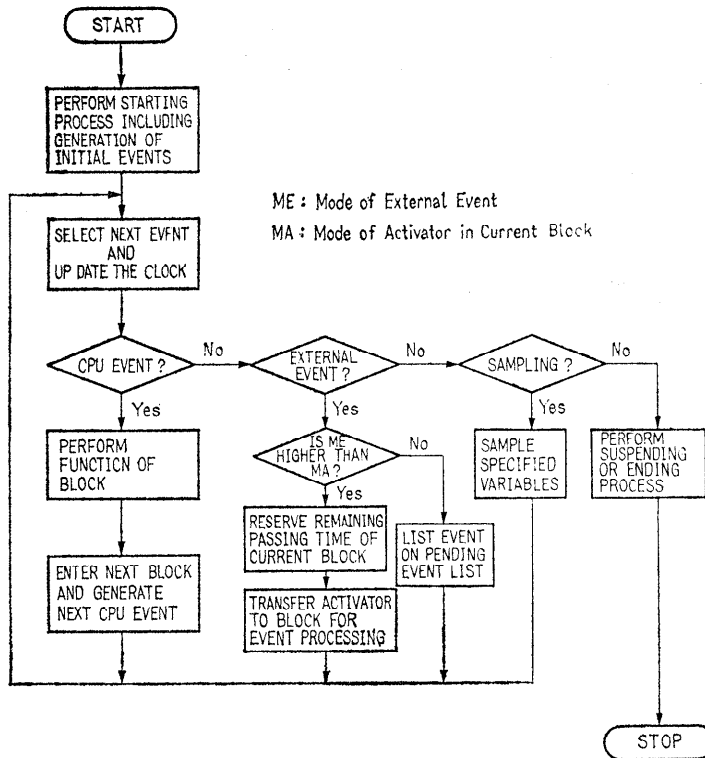 START
PERFORM STARTING
PROCESS INCLUDING
GENERATION OF
INITIAL EVENTS
ME : Mode of External Event
MA : Mode of Activator in Current Block
SELECT NEXT EVENT
AND
UP DATE THE CLOCK
CPU EVENT ?
No
EXTERNAL
EVENT ?
No
SAMPLING ?
No
Yes
Yes
Yes
PERFORM
FUNCTION OF
BLOCK
IS ME
HIGHER THAN
MA ?
No
Yes
SAMPLE
SPECIFIED
VARIABLES
PERFORM
SUSPENDING
OR ENDING
PROCESS
RESERVE REMAINING
PASSING TIME OF
CURRENT BLOCK
LIST EVENT
ON PENDING
EVENT LIST
ENTER NEXT BLOCK
AND GENERATE
NEXT CPU EVENT
TRANSFER ACTIVATOR
TO BLOCK FOR
EVENT PROCESSING
STOP